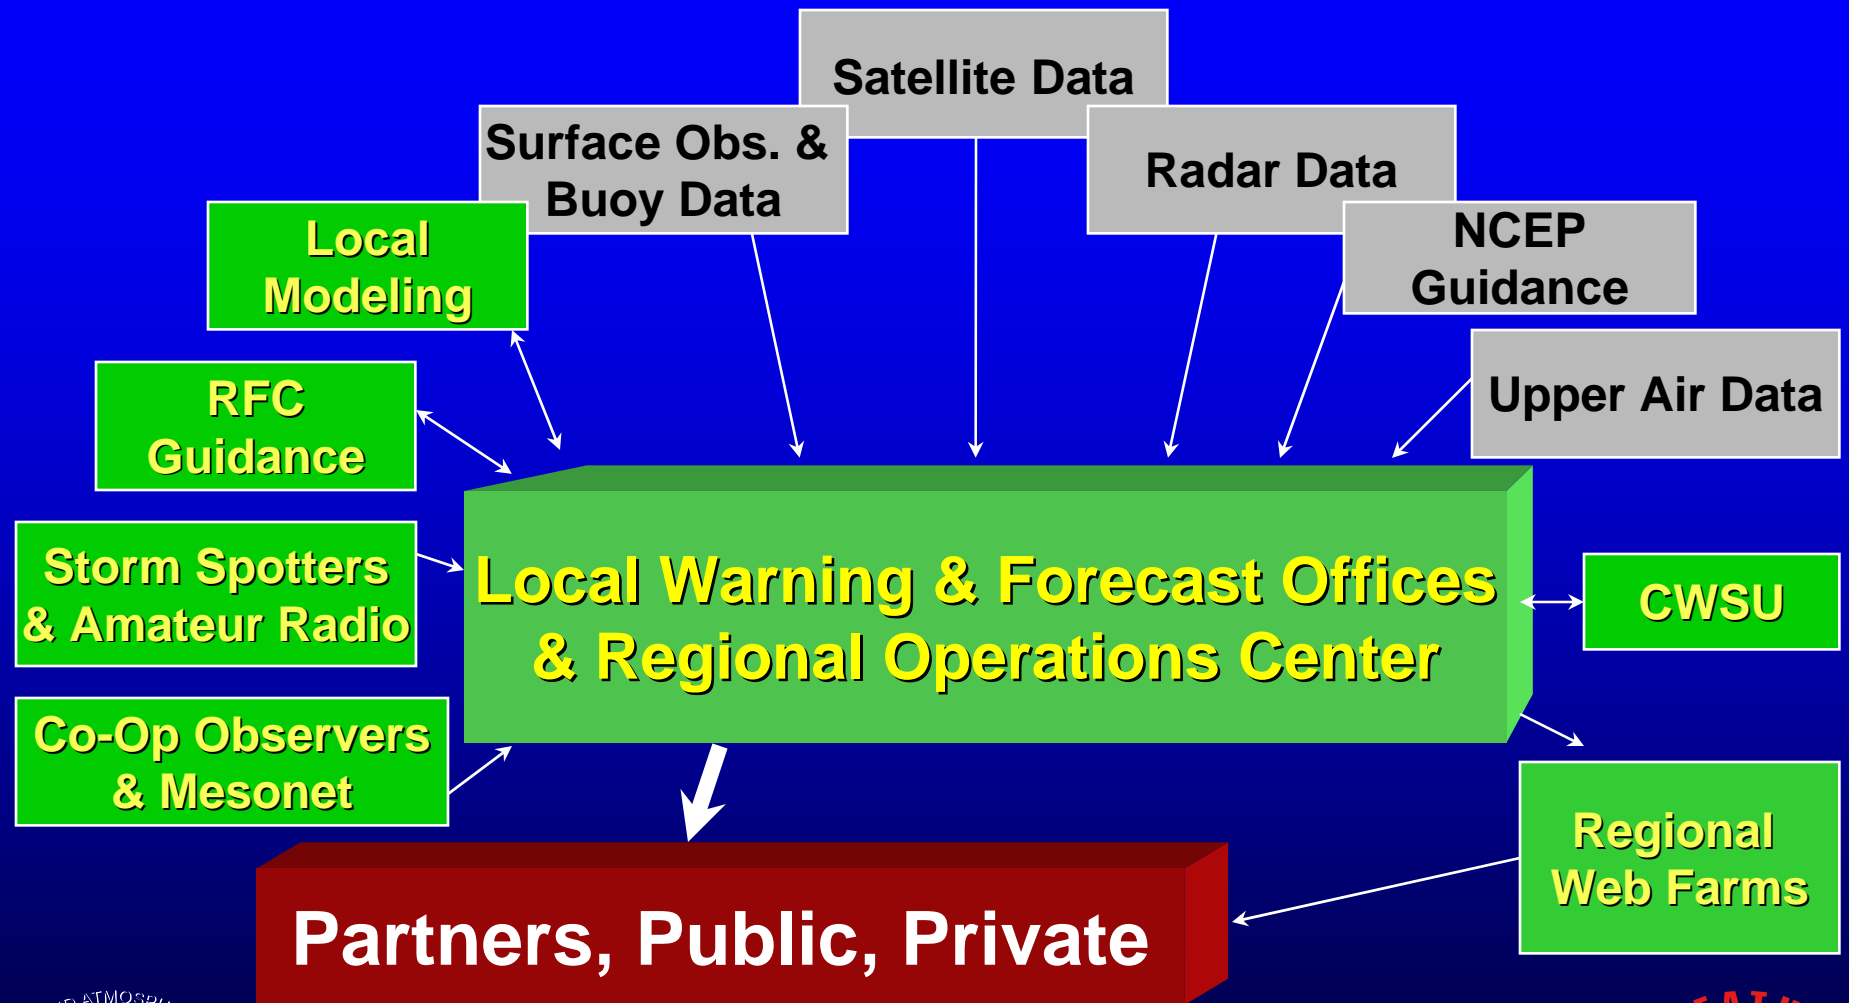 Satellite Data
Surface Obs. &
Buoy Data
Radar Data
Local
Modeling
NCEP
Guidance
RFC
Guidance
Upper Air Data
Storm Spotters
& Amateur Radio
Local Warning & Forecast Offices
& Regional Operations Center
CWSU
Co-Op Observers
& Mesonet
Regional
Web Farms
Partners, Public, Private